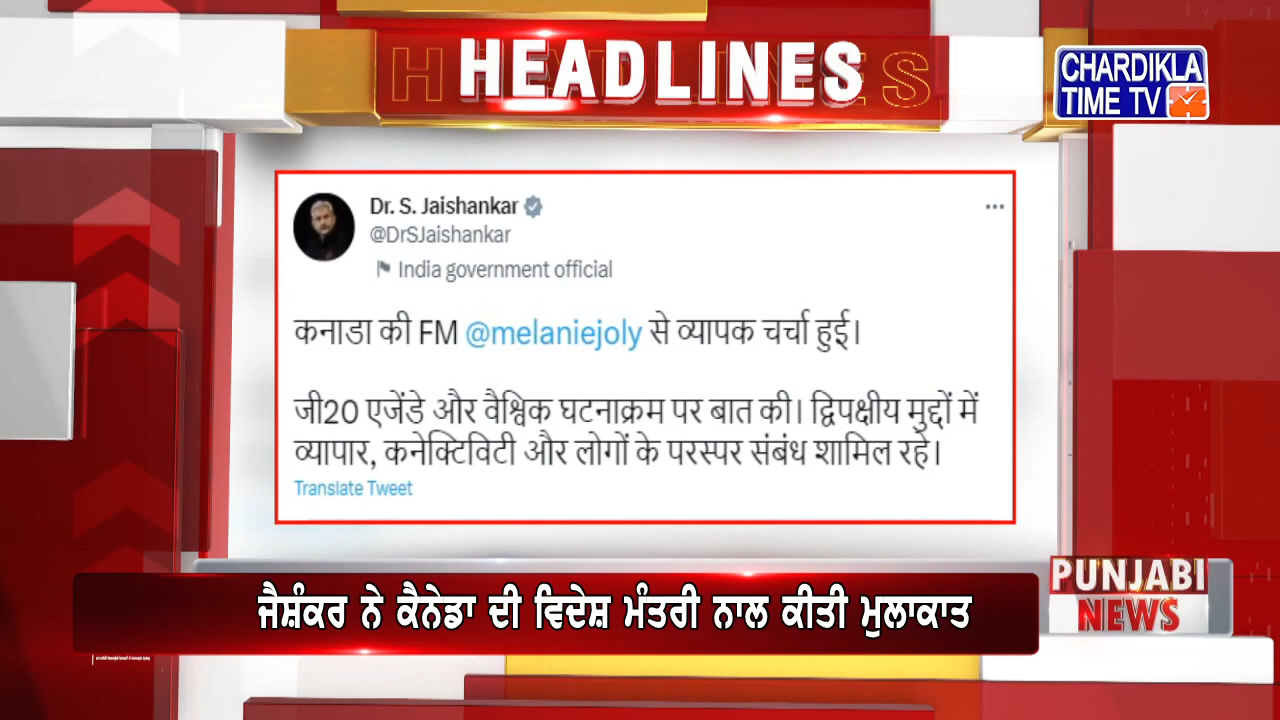 HEADLINES
CHARDIKLA
TIME TV
Dr. S. Jaishankar
@DrSJaishankar
India government official
कनाडा की FM @melaniejoly से व्यापक चर्चा हुई।
जी20 एजेंडे और वैश्विक घटनाक्रम पर बात की। द्विपक्षीय मुद्दों में
व्यापार, कनेक्टिविटी और लोगों के परस्पर संबंध शामिल रहे।
Translate Tweet
ਜੈਸ਼ੰਕਰ ਨੇ ਕੈਨੇਡਾ ਦੀ ਵਿਦੇਸ਼ ਮੰਤਰੀ ਨਾਲ ਕੀਤੀ ਮੁਲਾਕਾਤ
PUNJABI
NEWS